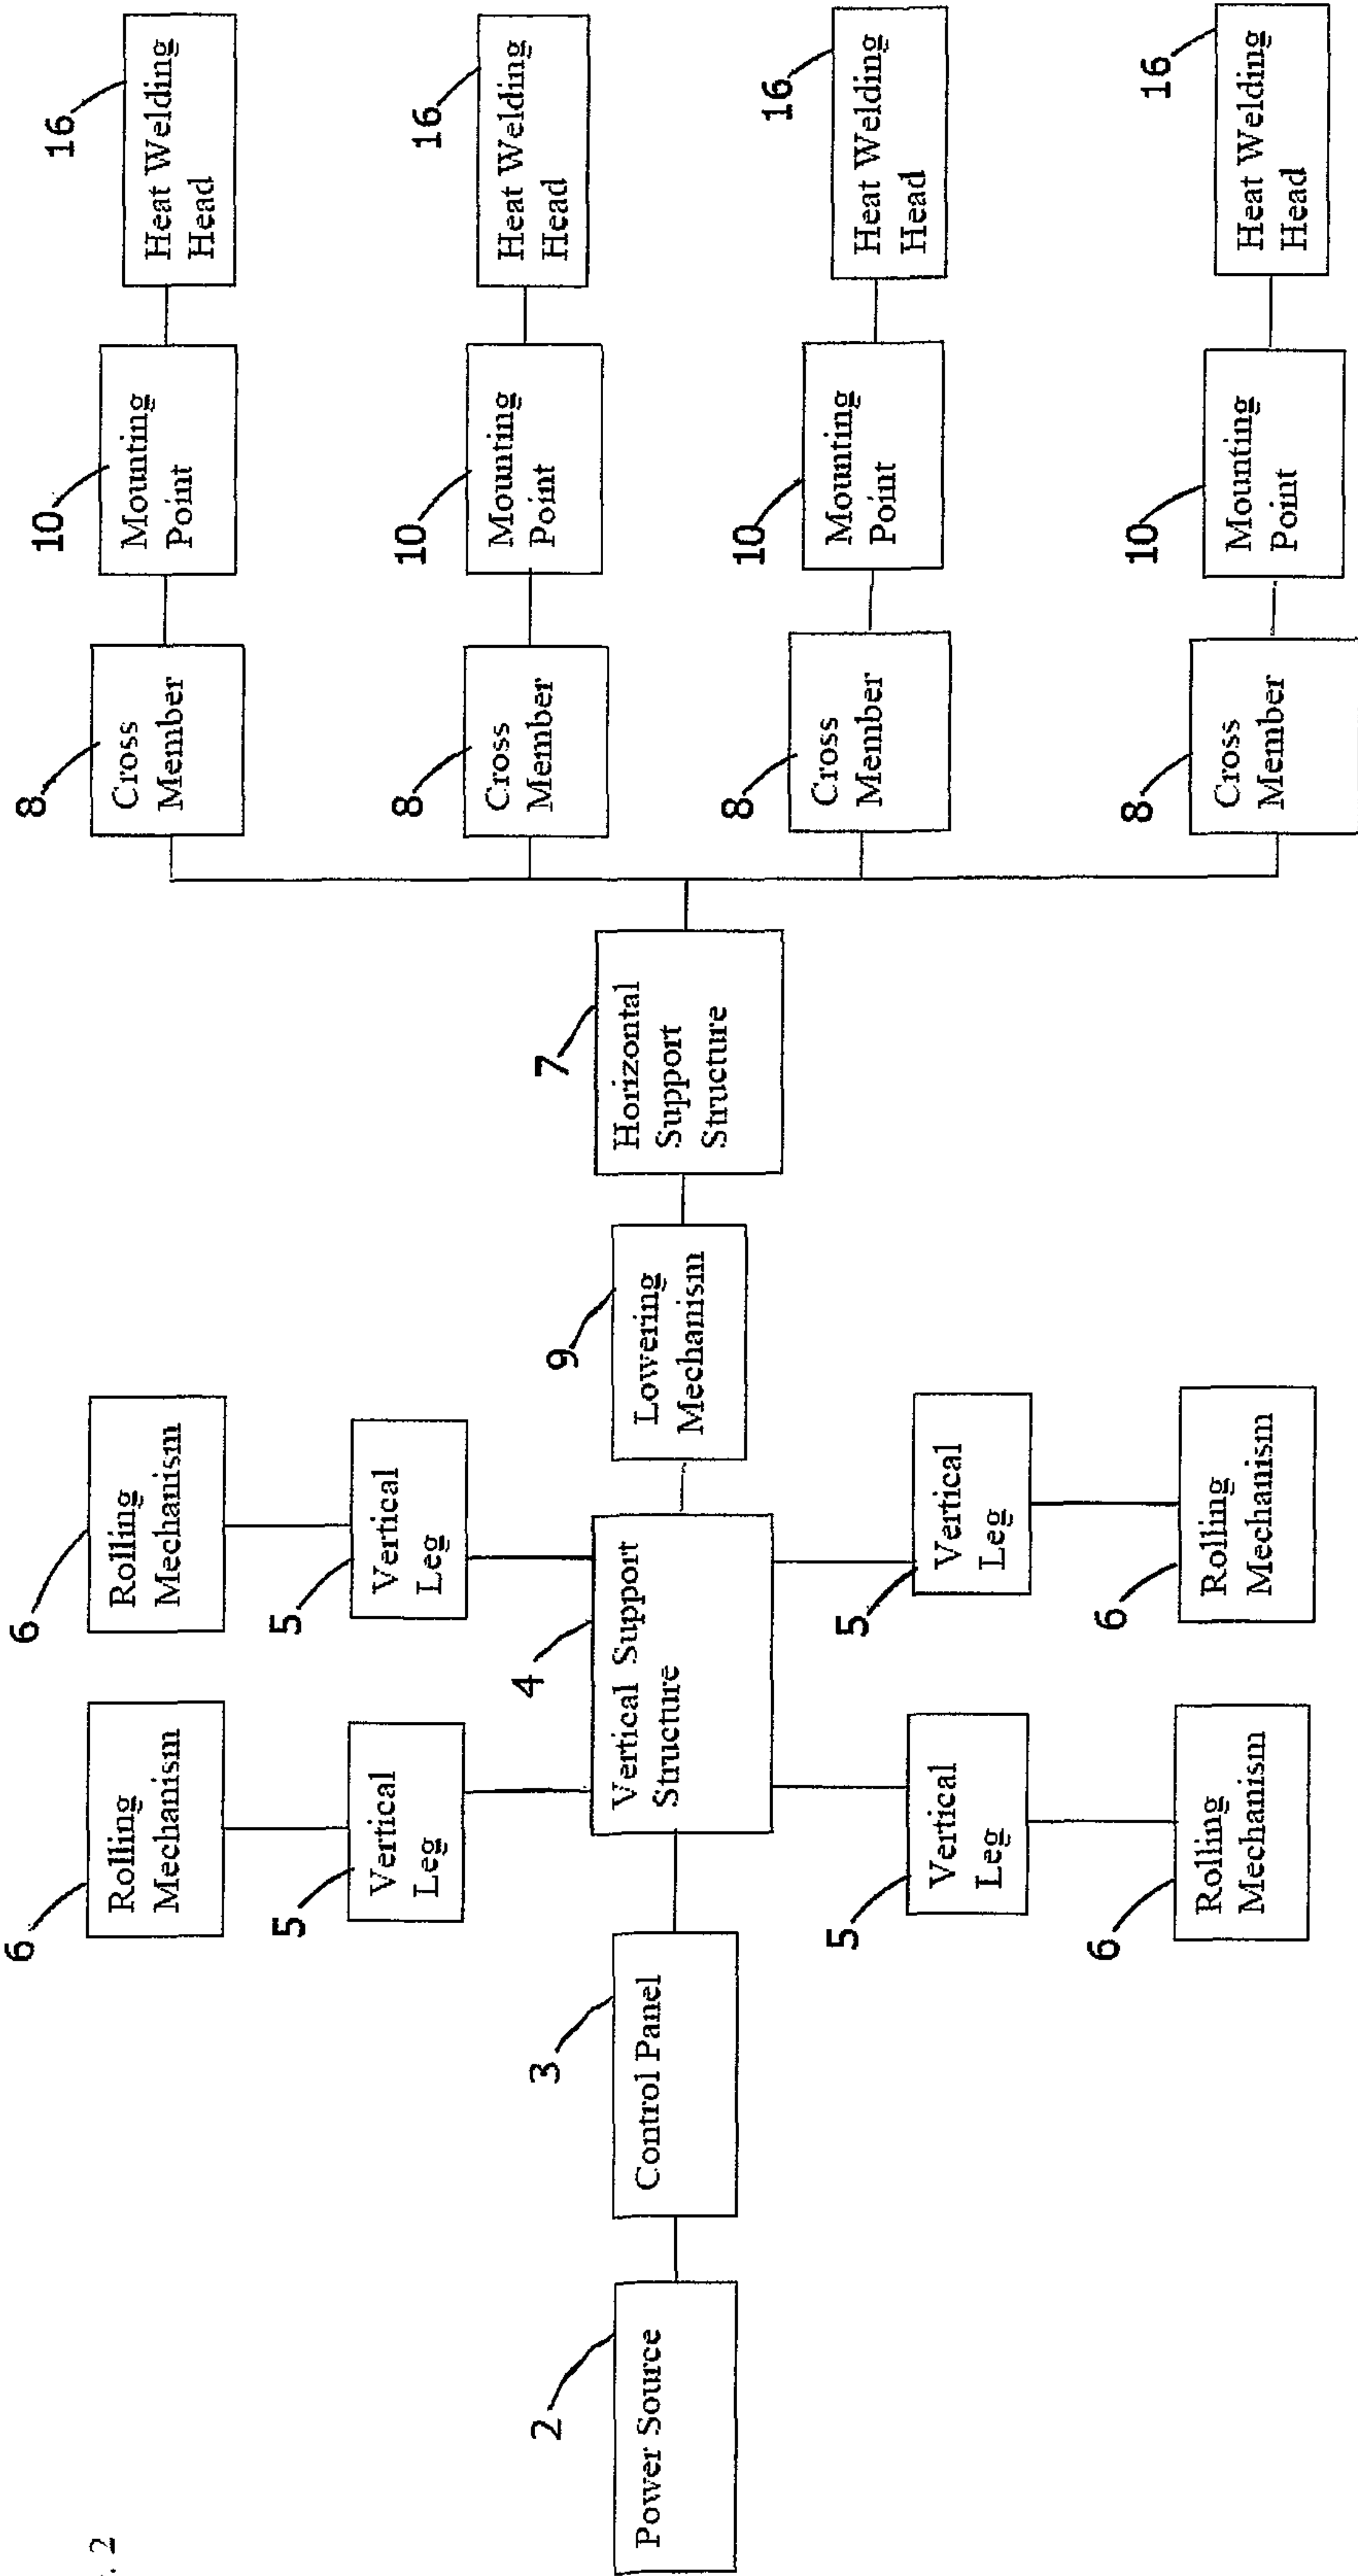 . 2
2
Power Source
3
Control Panel
4
Vertical Support
Structure
5
Vertical
Leg
6
Rolling
Mechanism
5
Vertical
Leg
6
Rolling
Mechanism
5
Vertical
Leg
6
Rolling
Mechanism
5
Vertical
Leg
6
Rolling
Mechanism
9
Lowering
Mechanism
7
Horizontal
Support
Structure
8
Cross
Member
10
Mounting
Point
16
Heat Welding
Head
8
Cross
Member
10
Mounting
Point
16
Heat Welding
Head
8
Cross
Member
10
Mounting
Point
16
Heat Welding
Head
8
Cross
Member
10
Mounting
Point
16
Heat Welding
Head